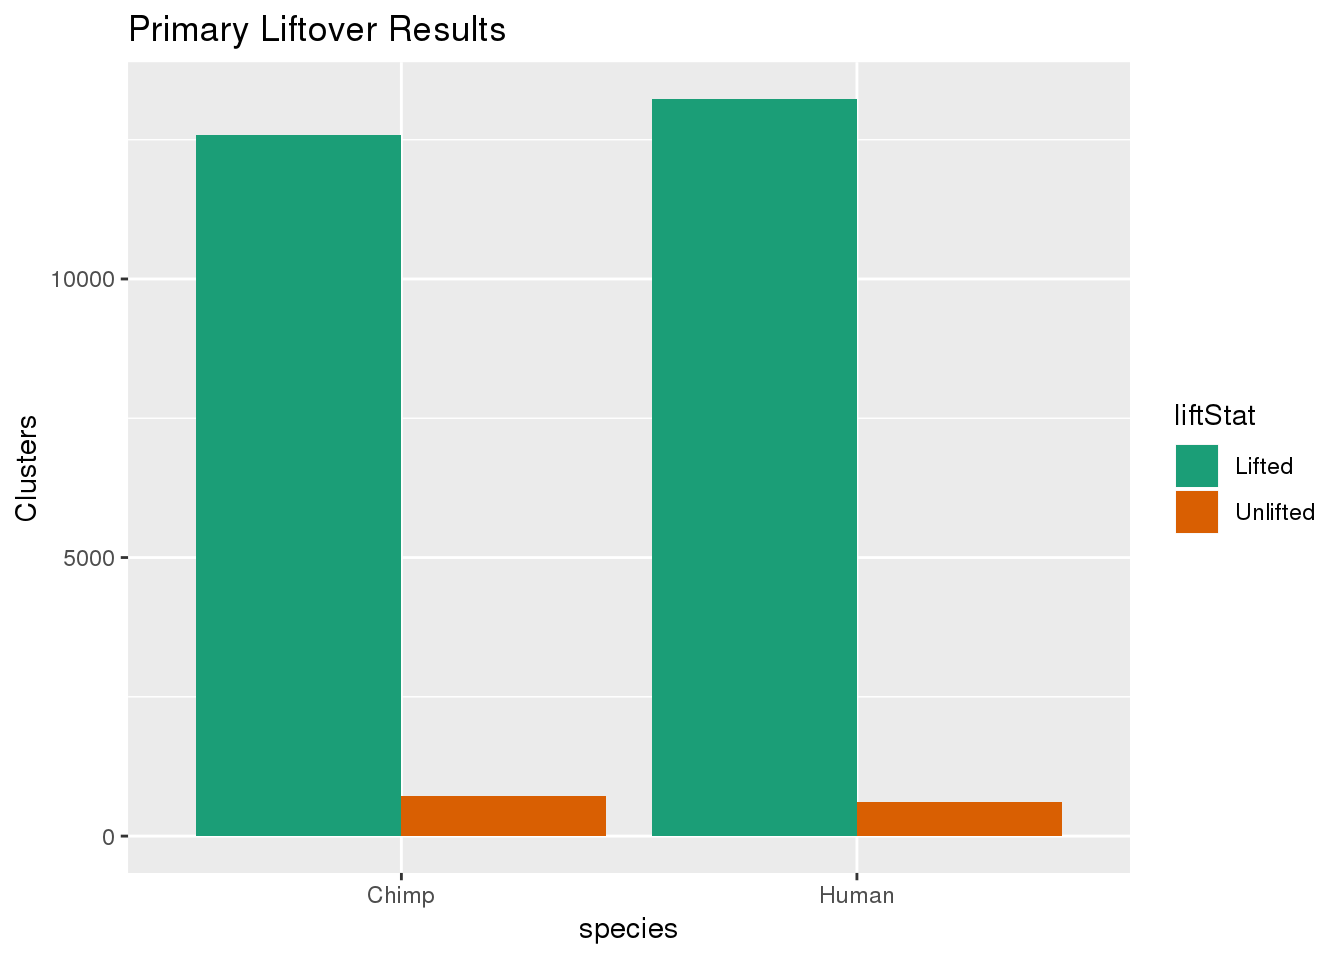 Primary Liftover Results
Clusters
10000
5000
0
Chimp
Human
species
liftStat
Lifted
Unlifted